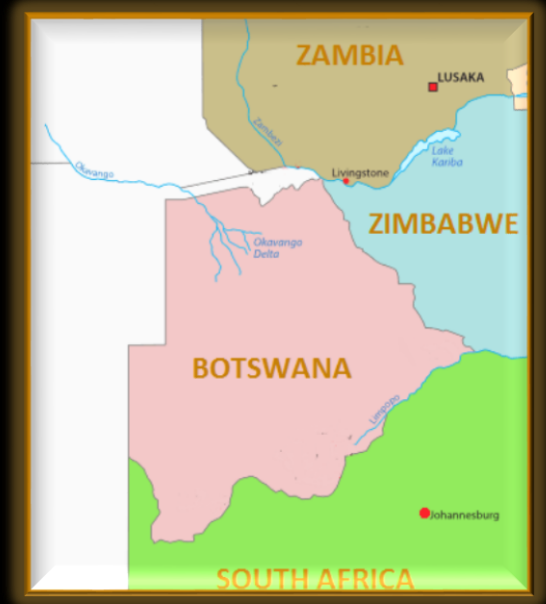 ZAMBIA
LUSAKA
Zambezi
Lake
Kariba
Livingstone
Okavango
ZIMBABWE
Okavango
Delta
BOTSWANA
Limpopo
Johannesburg
SOUTH AFRICA